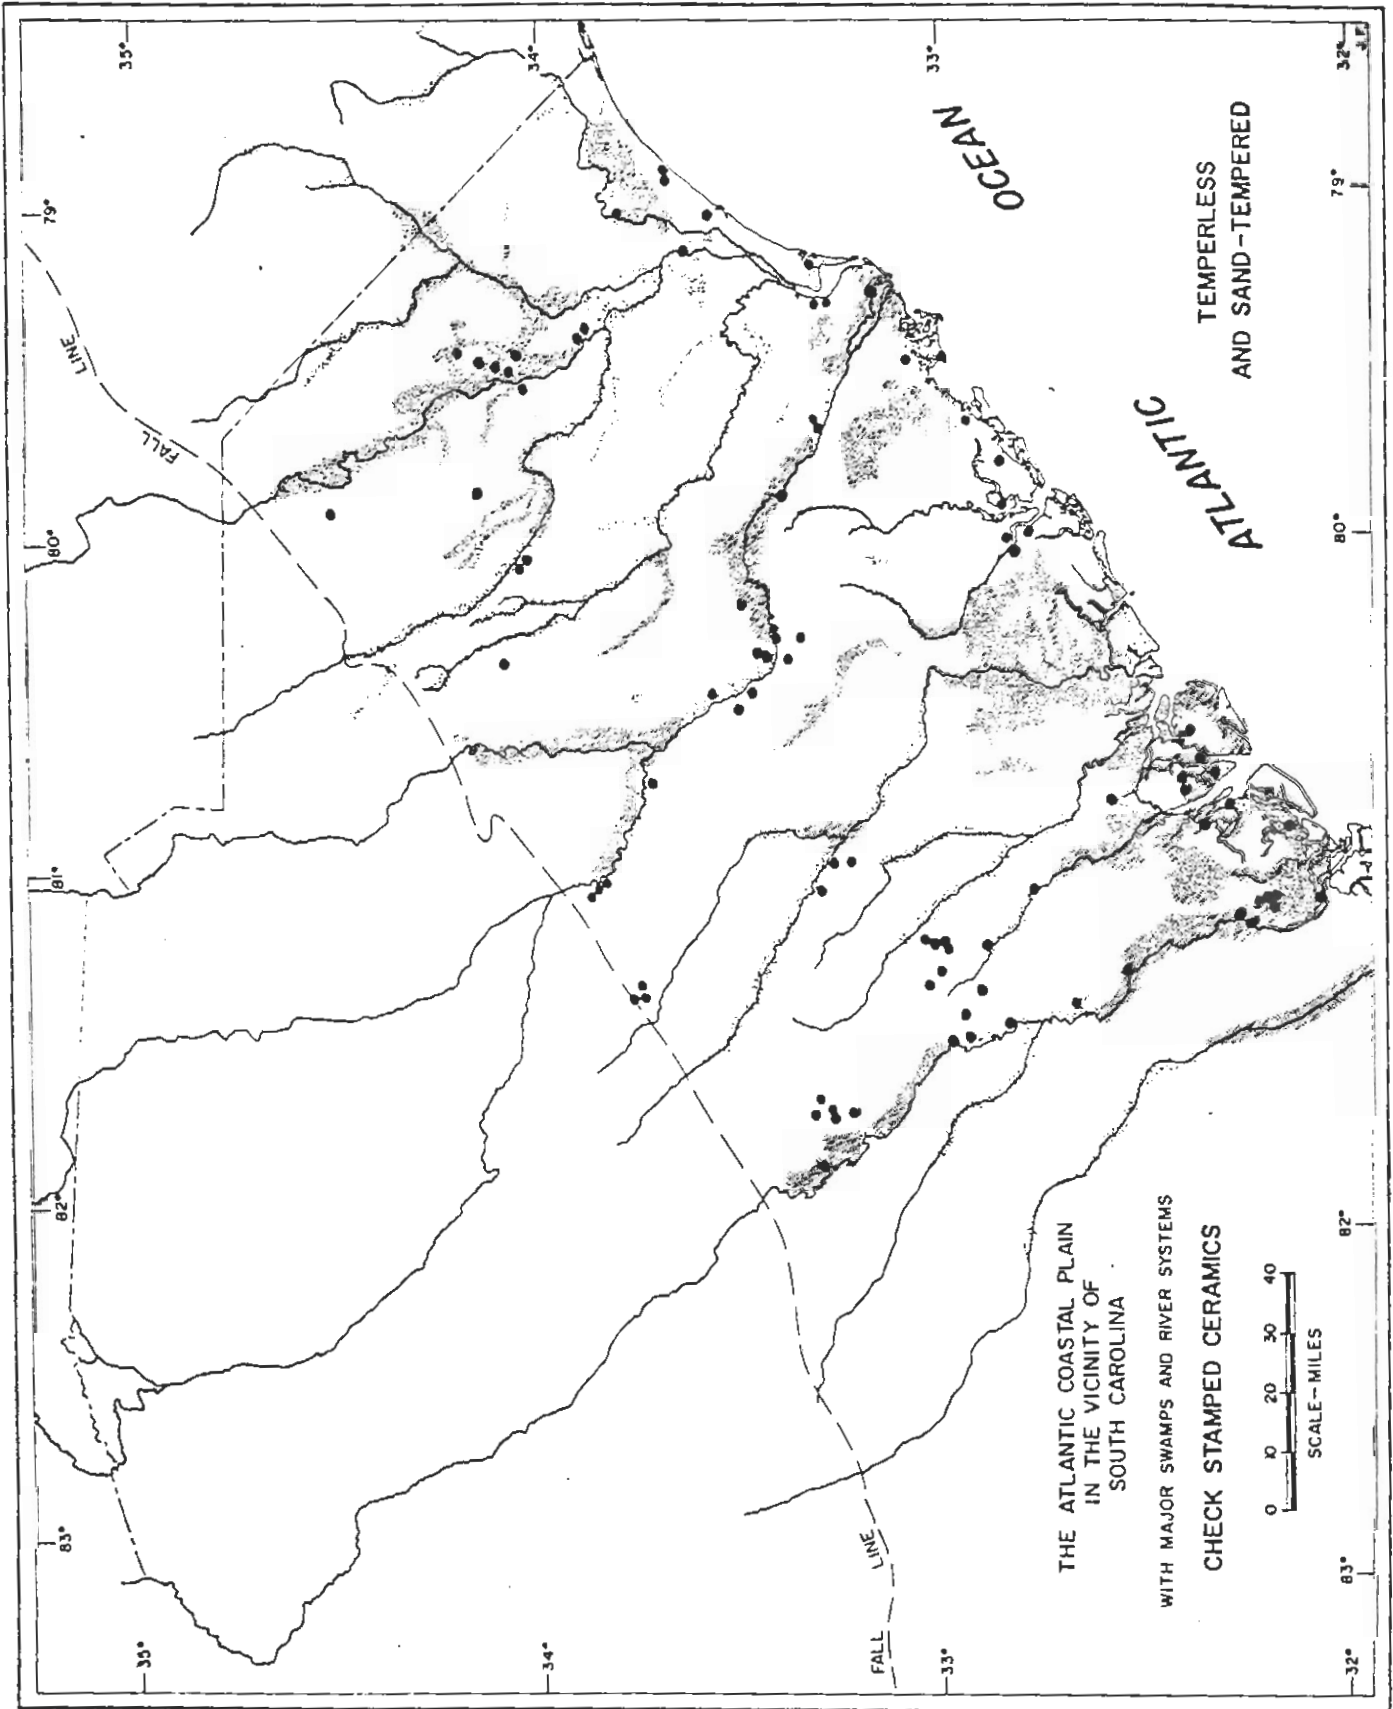 THE ATLANTIC COASTAL PLAIN
IN THE VICINITY OF
SOUTH CAROLINA
WITH MAJOR SWAMPS AND RIVER SYSTEMS
CHECK STAMPED CERAMICS
0 10 20 30 40
SCALE-MILES
TEMPERLESS
AND SAND-TEMPERED
ATLANTIC
OCEAN
FALL
LINE
FALL
LINE
83°
82°
81°
80°
79°
35°
34°
33°
32°
35°
34°
33°
32°
83°
82°
80°
79°